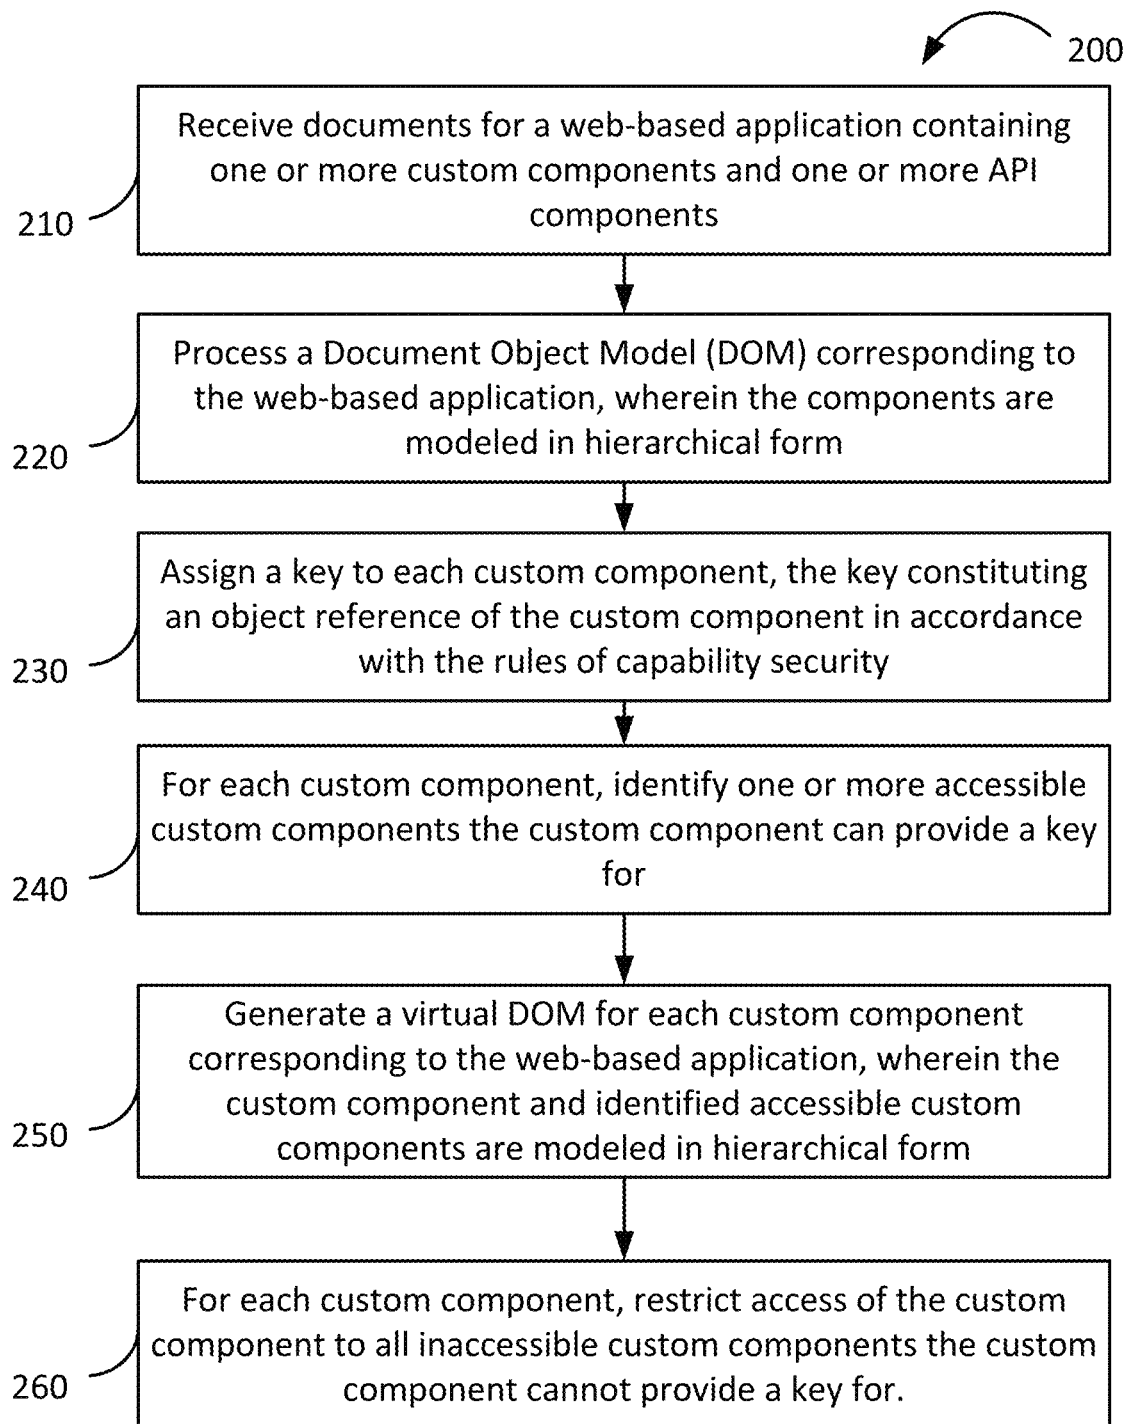 200
Receive documents for a web-based application containing
one or more custom components and one or more API
components
210
Process a Document Object Model (DOM) corresponding to
the web-based application, wherein the components are
modeled in hierarchical form
220
Assign a key to each custom component, the key constituting
an object reference of the custom component in accordance
with the rules of capability security
230
For each custom component, identify one or more accessible
custom components the custom component can provide a key
for
240
Generate a virtual DOM for each custom component
corresponding to the web-based application, wherein the
custom component and identified accessible custom
components are modeled in hierarchical form
250
For each custom component, restrict access of the custom
component to all inaccessible custom components the custom
component cannot provide a key for.
260